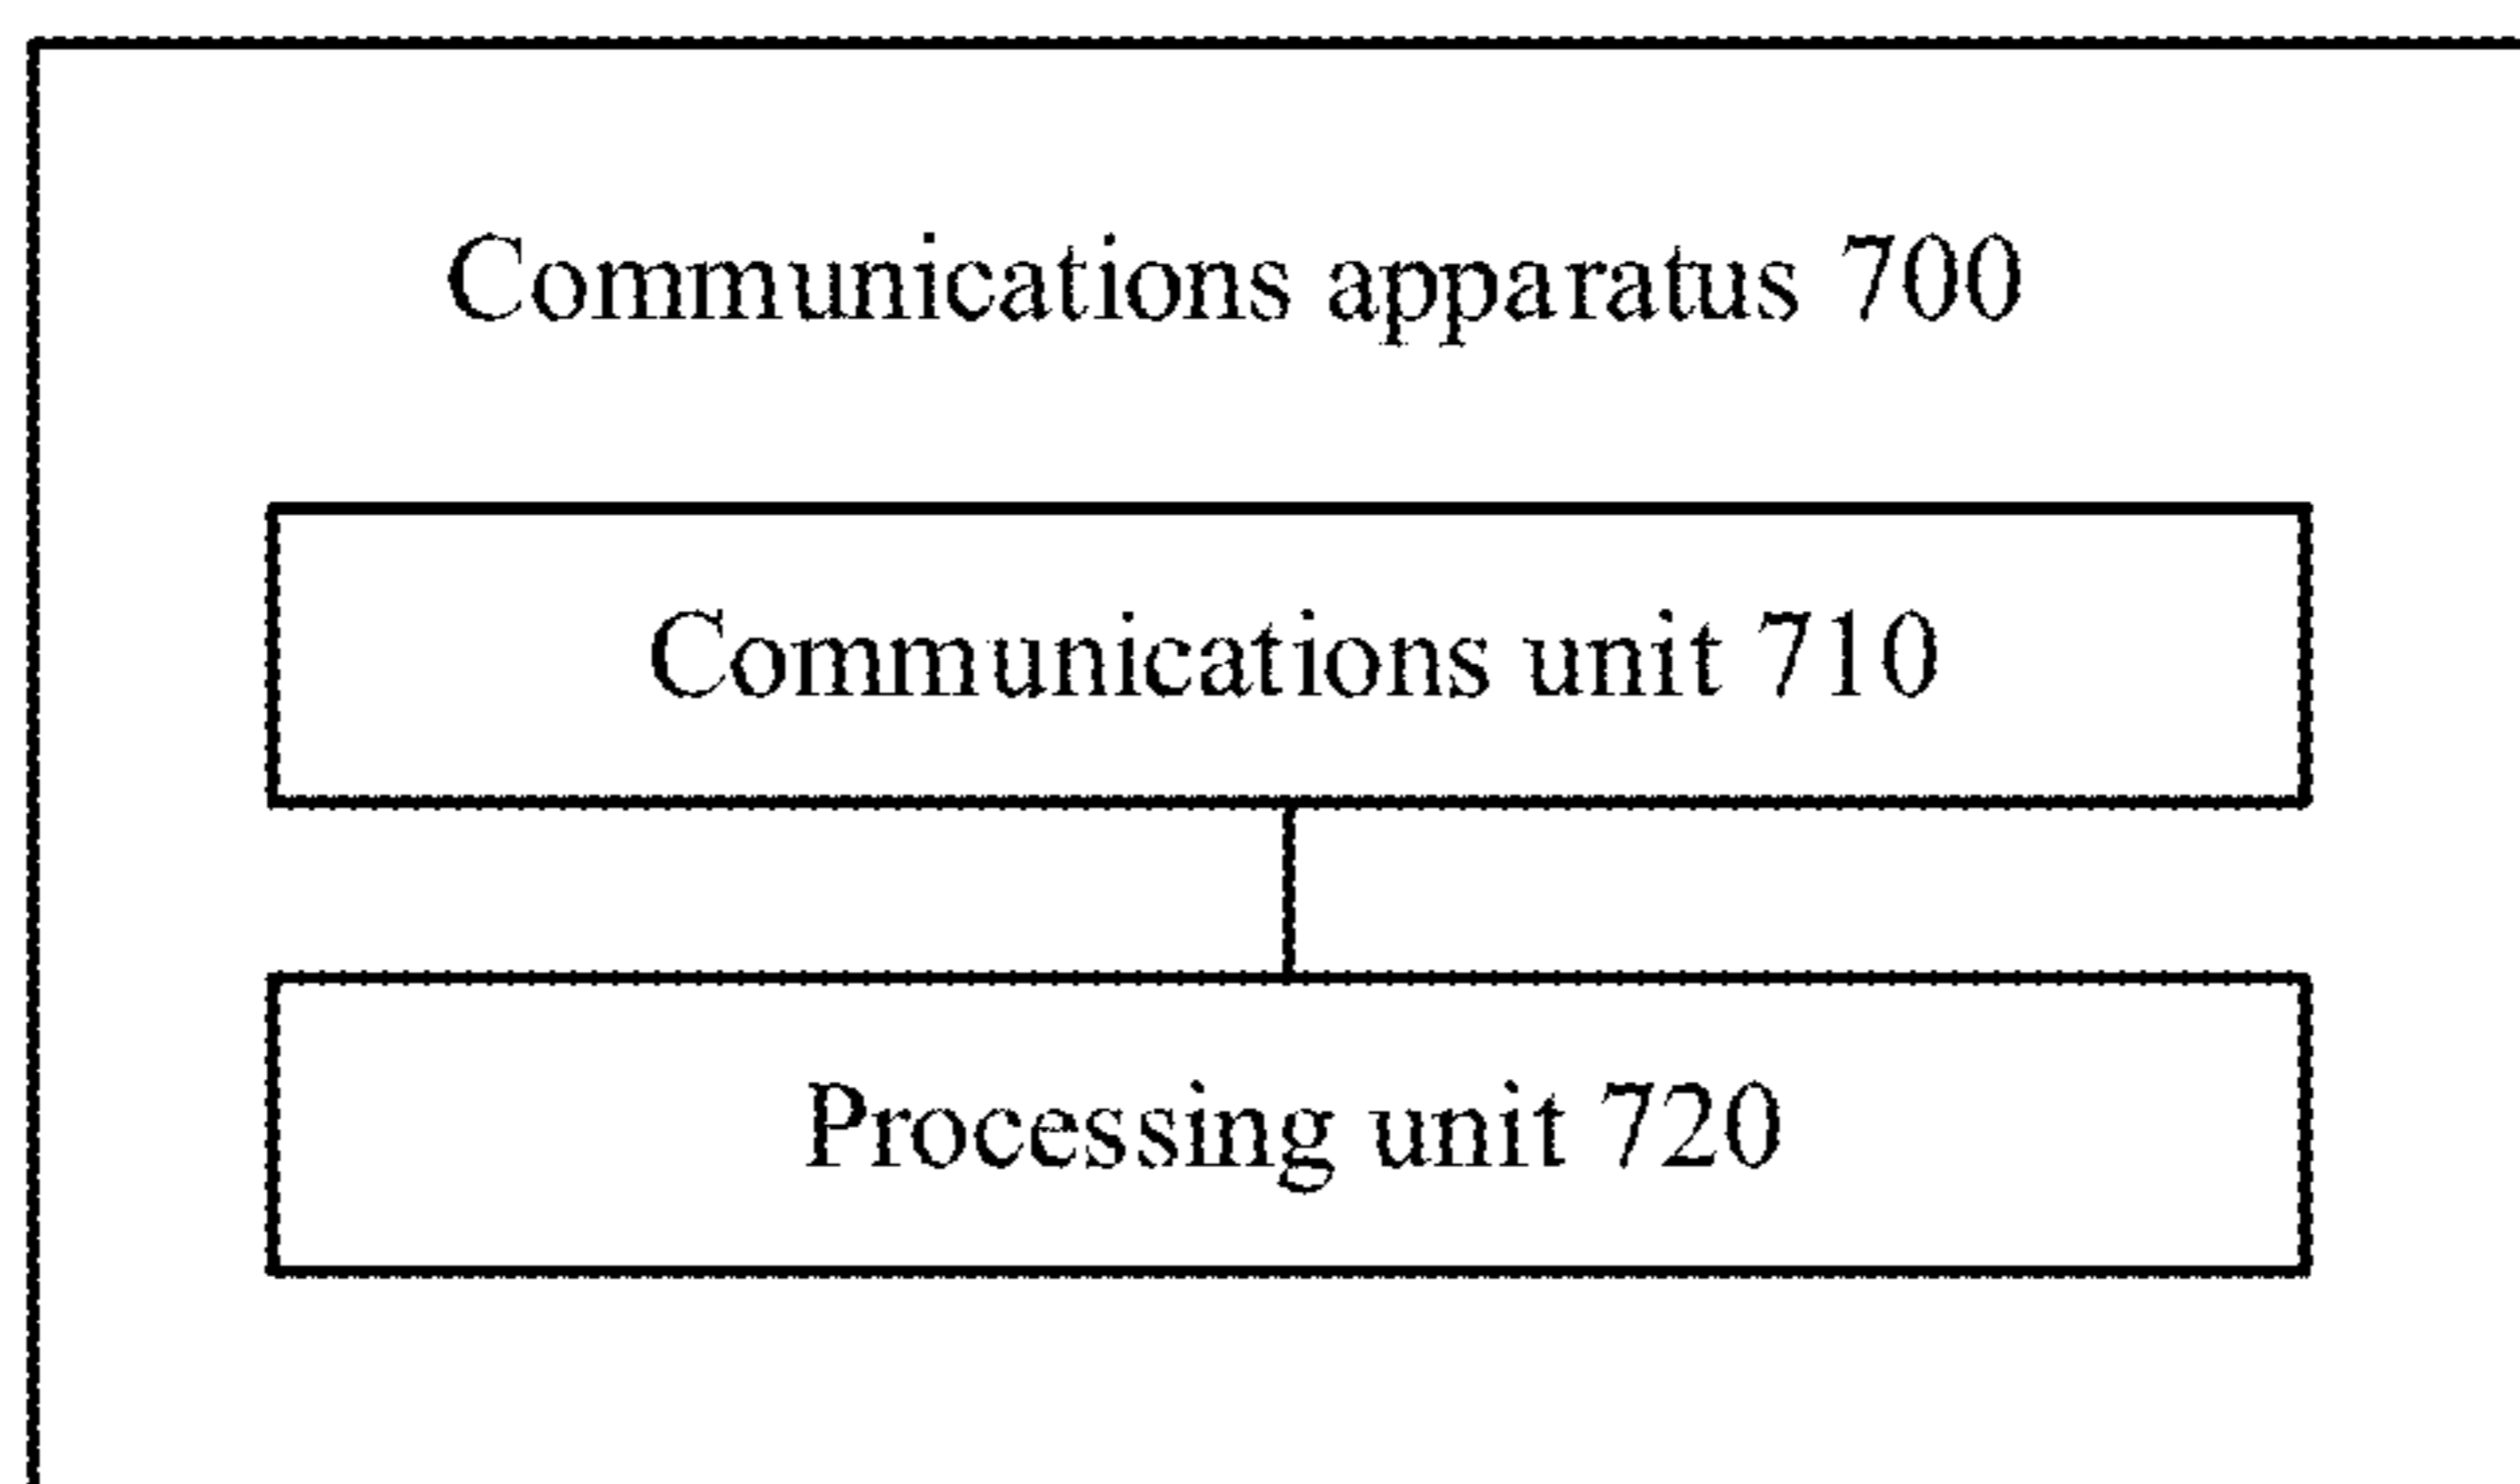 Communications apparatus 700
Communications unit 710
Processing unit 720